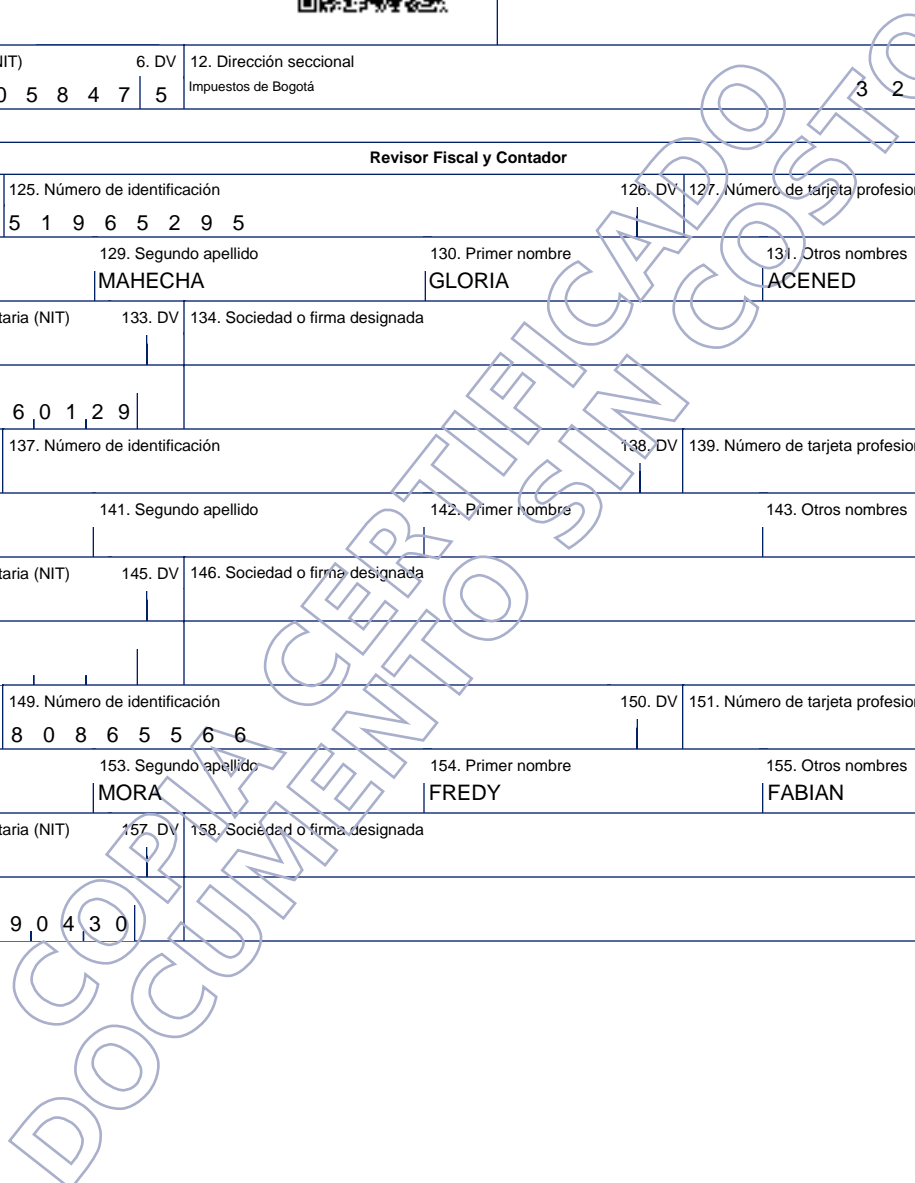 IT) 6. DV 12. Dirección seccional
0 5 8 4 7 5 Impuestos de Bogotá 3 2
Revisor Fiscal y Contador
125. Número de identificación 126. DV 127. Número de tarjeta profesion
5 1 9 6 5 2 9 5
129. Segundo apellido 130. Primer nombre 131. Otros nombres
MAHECHA GLORIA ACENED
taria (NIT) 133. DV 134. Sociedad o firma designada
6 0 1 2 9
137. Número de identificación 138. DV 139. Número de tarjeta profesion
141. Segundo apellido 142. Primer nombre 143. Otros nombres
taria (NIT) 145. DV 146. Sociedad o firma designada
149. Número de identificación 150. DV 151. Número de tarjeta profesion
8 0 8 6 5 5 6 6
153. Segundo apellido 154. Primer nombre 155. Otros nombres
MORA FREDY FABIAN
taria (NIT) 157. DV 158. Sociedad o firma designada
9 0 4 3 0
COPIA CERTIFICADO
DOCUMENTO SIN COSTO